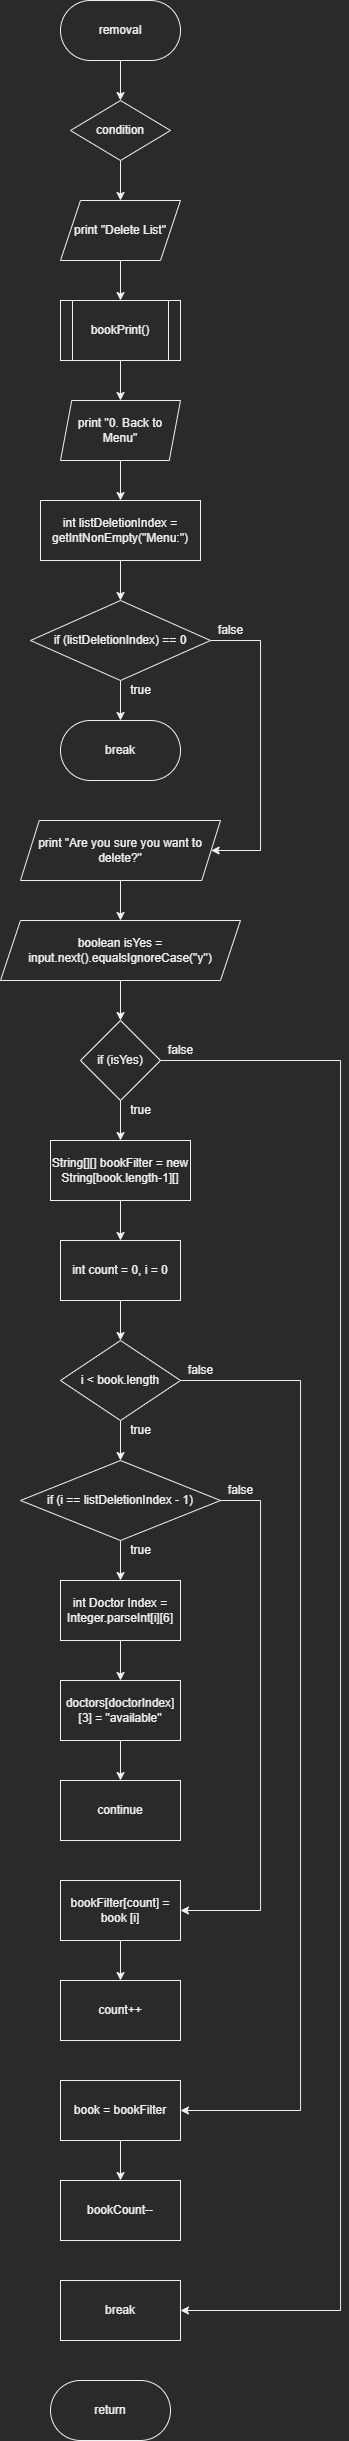 removal
condition
print "Delete List"
bookPrint()
print "0. Back to
Menu"
int listDeletionIndex =
getIntNonEmpty("Menu:")
if (listDeletionIndex) == 0
false
true
break
print "Are you sure you want to
delete?"
boolean isYes =
input.next().equalsIgnoreCase("y")
if (isYes)
false
true
String[][] bookFilter = new
String[book.length-1][]
int count = 0, i = 0
i < book.length
false
true
if (i == listDeletionIndex - 1)
false
true
int Doctor Index =
Integer.parseInt[i][6]
doctors[doctorIndex]
[3] = "available"
continue
bookFilter[count] =
book [i]
count++
book = bookFilter
bookCount--
break
return